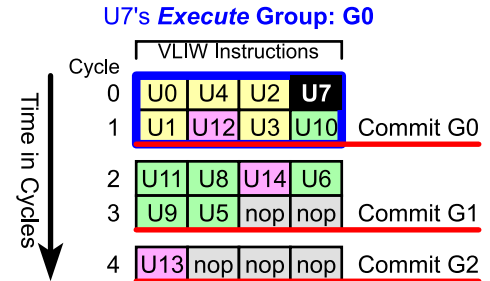 U7's Execute Group: G0
VLIW Instructions
Cycle
0 U0 U4 U2 U7
1 U1 U12 U3 U10 Commit G0
2 U11 U8 U14 U6
3 U9 U5 nop nop Commit G1
4 U13 nop nop nop Commit G2
Time in Cycles